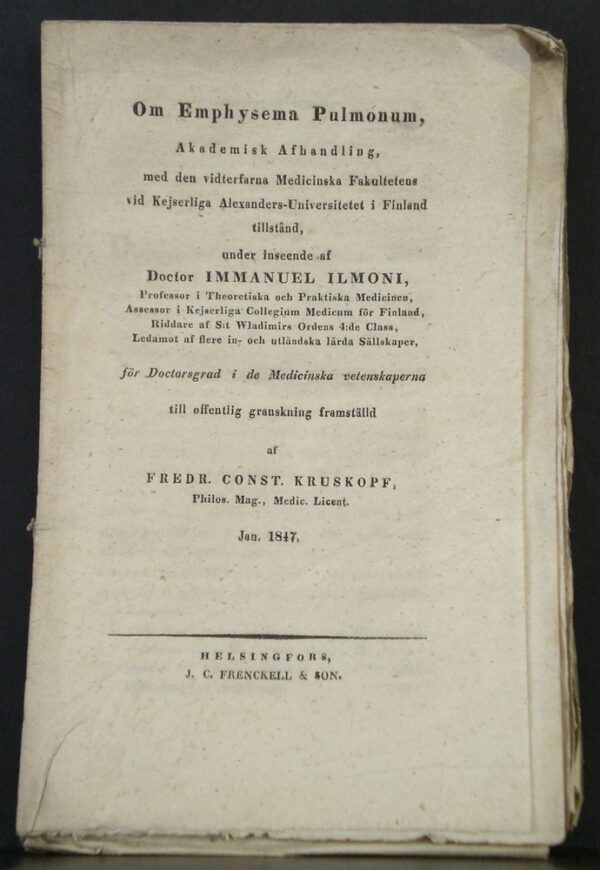 Om Emphysema Pulmonum,
Akademisk Afhandling,
med den vidterfarna Medicinska Fakultetens
vid Kejserliga Alexanders-Universitetet i Finland
tillstånd,
under inseende af
Doctor IMMANUEL ILMONI,
Professor i Theoretiska och Praktiska Medicinen,
Assessor i Kejserliga Collegium Medicum för Finland,
Riddare af S:t Wladimirs Ordens 4:de Class,
Ledamot af flere in- och utländska lärda Sällskaper,
för Doctorsgrad i de Medicinska vetenskaperna
till offentlig granskning framställd
af
FREDR. CONST. KRUSKOPF,
Philos. Mag., Medic. Licent.
Jan. 1847.
HELSINGFORS,
J. C. FRENCKELL & SON.